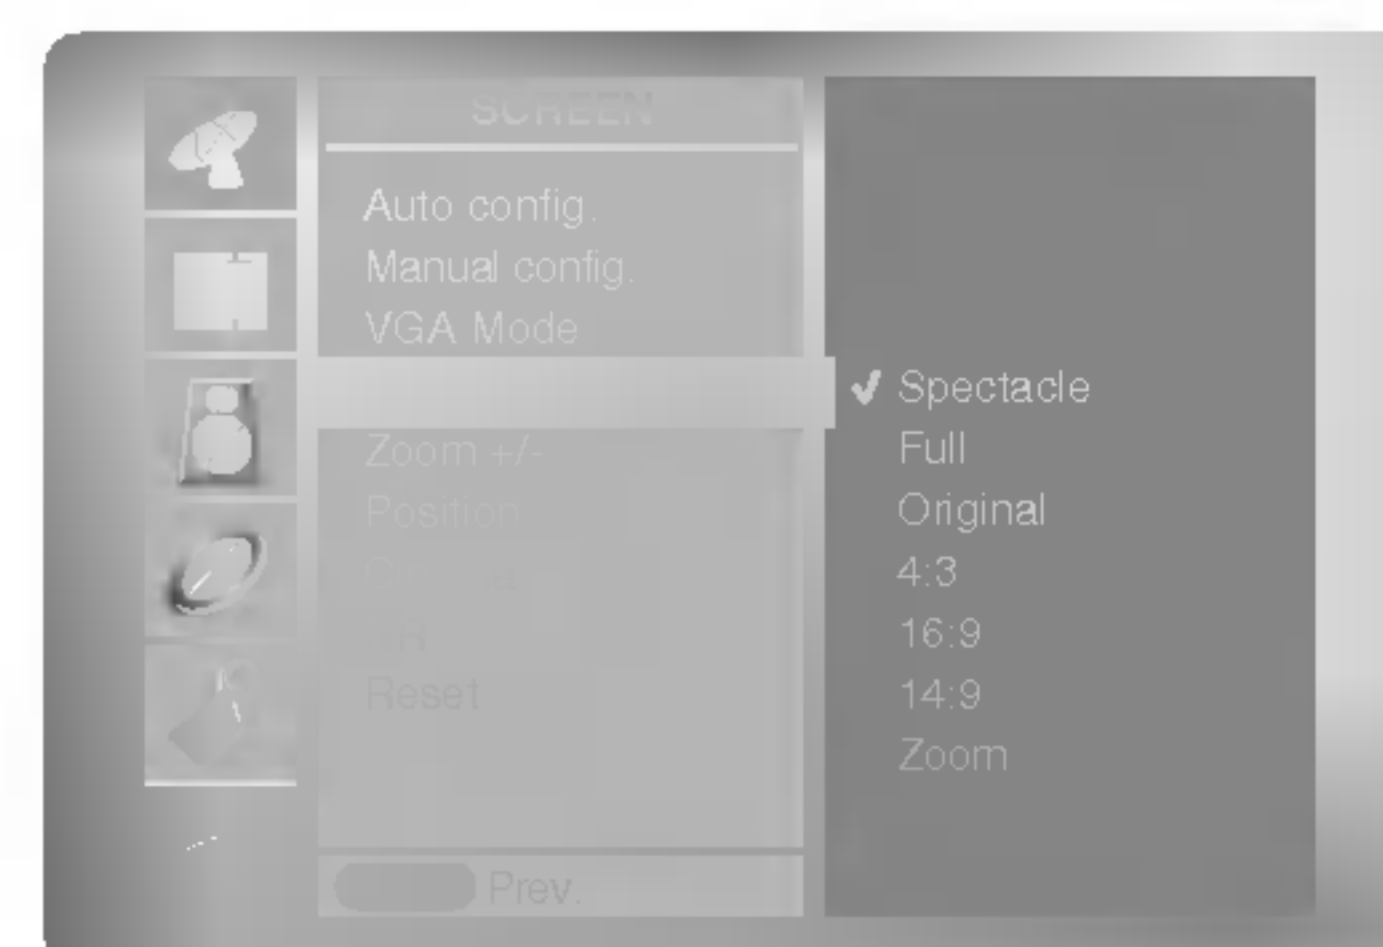 SCREEN
Auto config.
Manual config.
VGA Mode
Zoom +/-
Position
Reset
Prev.
Spectacle
Full
Original
4:3
16:9
14:9
Zoom